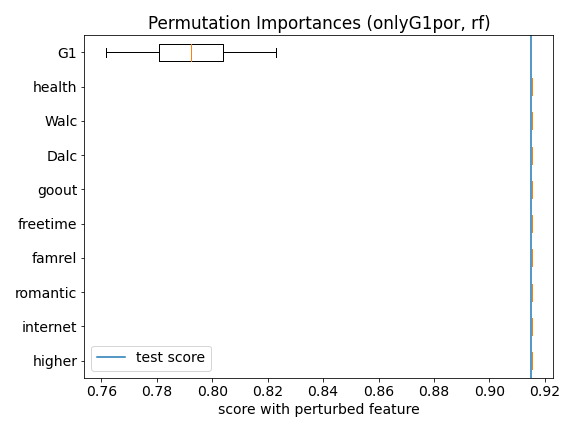 Permutation Importances (onlyG1por, rf)
G1
health
Walc
Dalc
goout
freetime
famrel
romantic
internet
higher
test score
0.76 0.78 0.80 0.82 0.84 0.86 0.88 0.90 0.92
score with perturbed feature